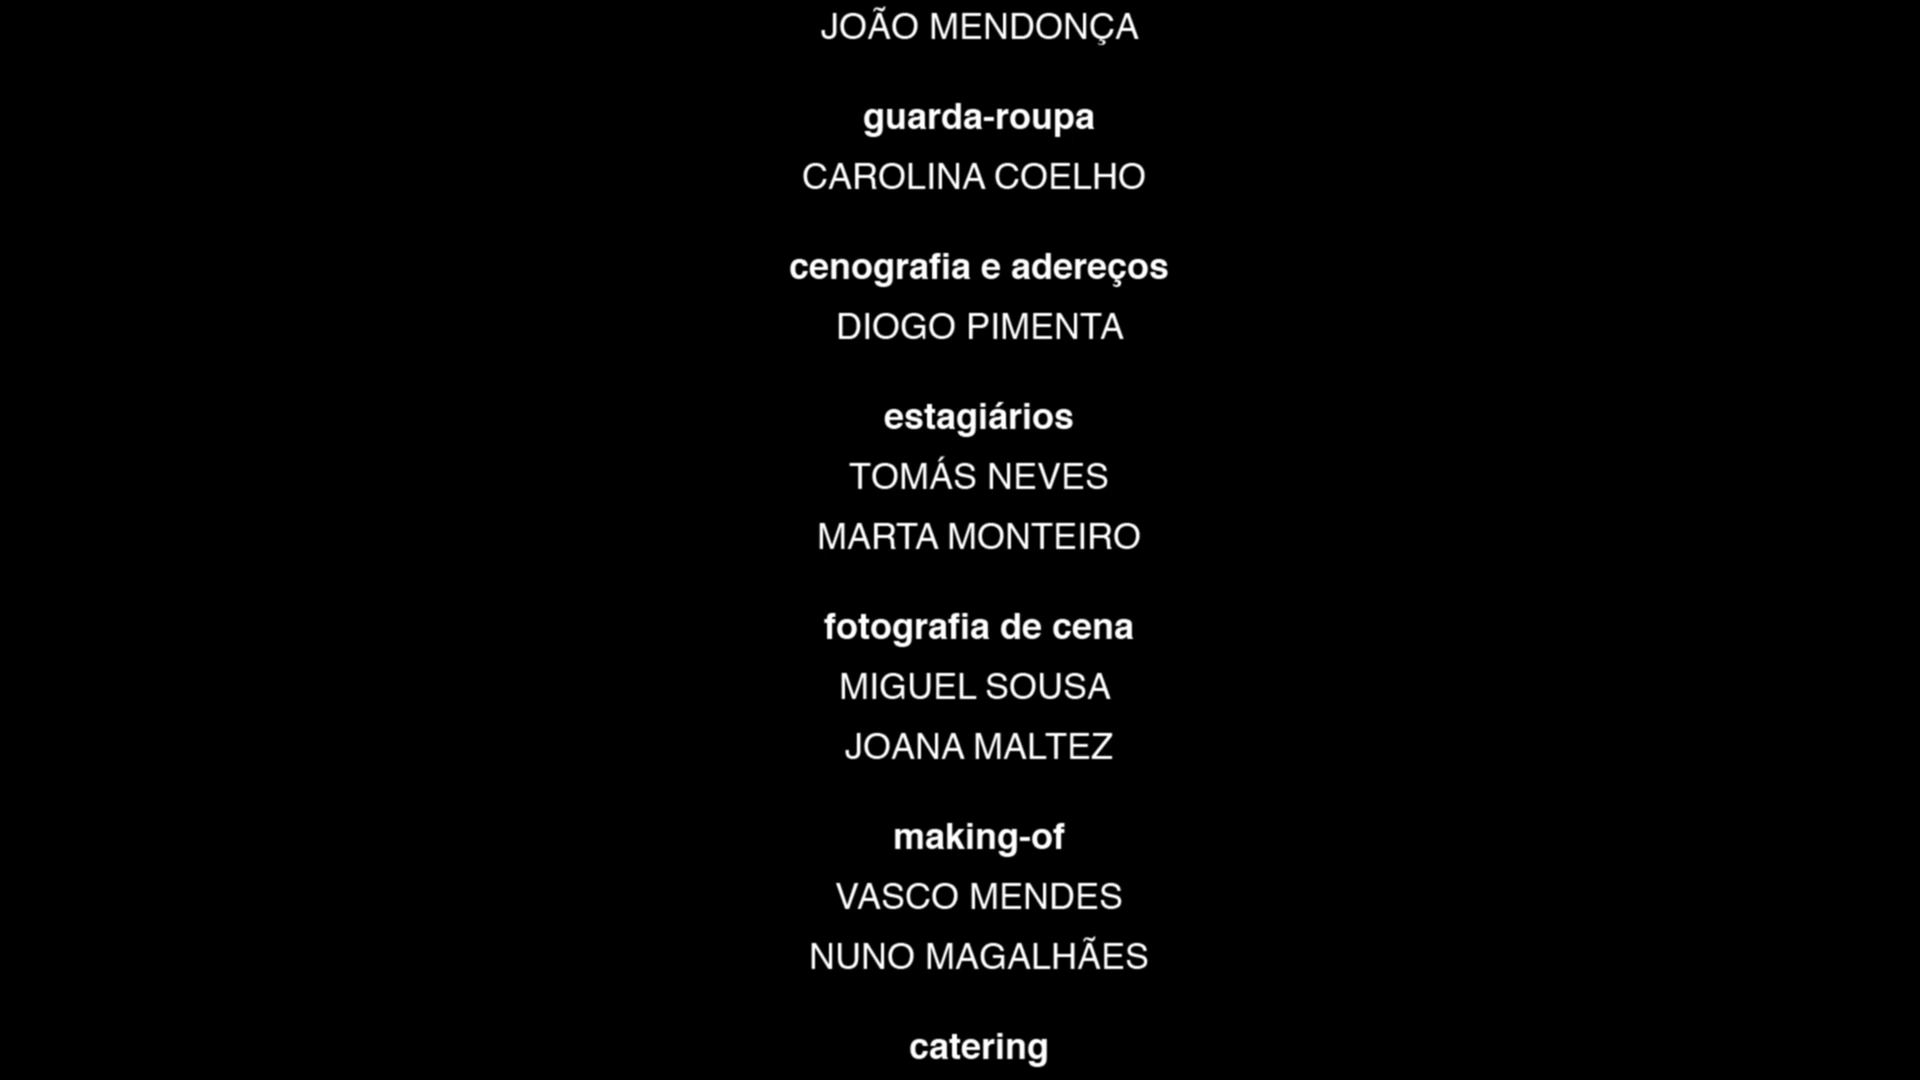 JOÃO MENDONÇA
guarda-roupa
CAROLINA COELHO
cenografia e adereços
DIOGO PIMENTA
estagiários
TOMÁS NEVES
MARTA MONTEIRO
fotografia de cena
MIGUEL SOUSA
JOANA MALTEZ
making-of
VASCO MENDES
NUNO MAGALHÃES
catering